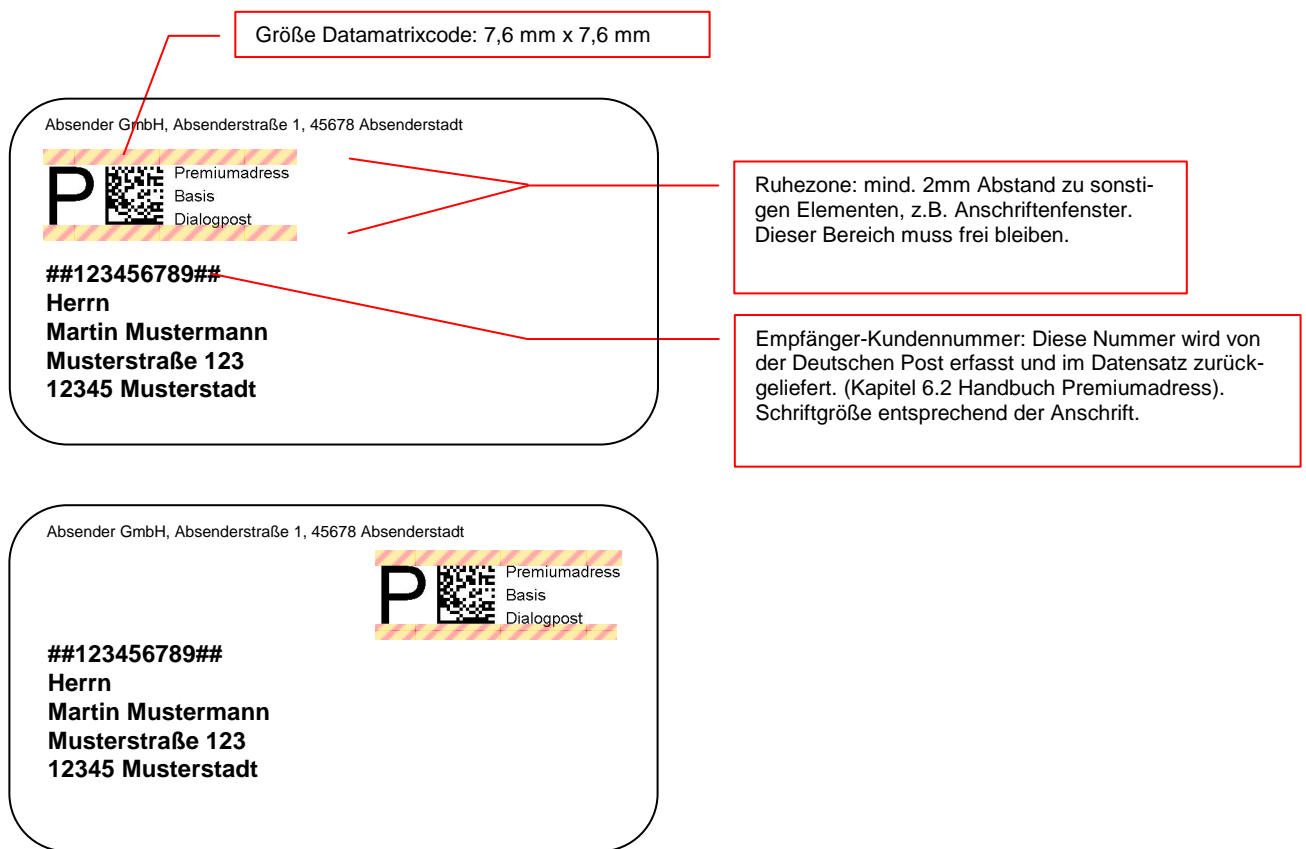 Größe Datamatrixcode: 7,6 mm x 7,6 mm
Absender GmbH, Absenderstraße 1, 45678 Absenderstadt
P
Premiumadress
Basis
Dialogpost
##123456789##
Herrn
Martin Mustermann
Musterstraße 123
12345 Musterstadt
Ruhezone: mind. 2mm Abstand zu sonsti-
gen Elementen, z.B. Anschriftenfenster.
Dieser Bereich muss frei bleiben.
Empfänger-Kundennummer: Diese Nummer wird von
der Deutschen Post erfasst und im Datensatz zurück-
geliefert. (Kapitel 6.2 Handbuch Premiumadress).
Schriftgröße entsprechend der Anschrift.
Absender GmbH, Absenderstraße 1, 45678 Absenderstadt
P
Premiumadress
Basis
Dialogpost
##123456789##
Herrn
Martin Mustermann
Musterstraße 123
12345 Musterstadt